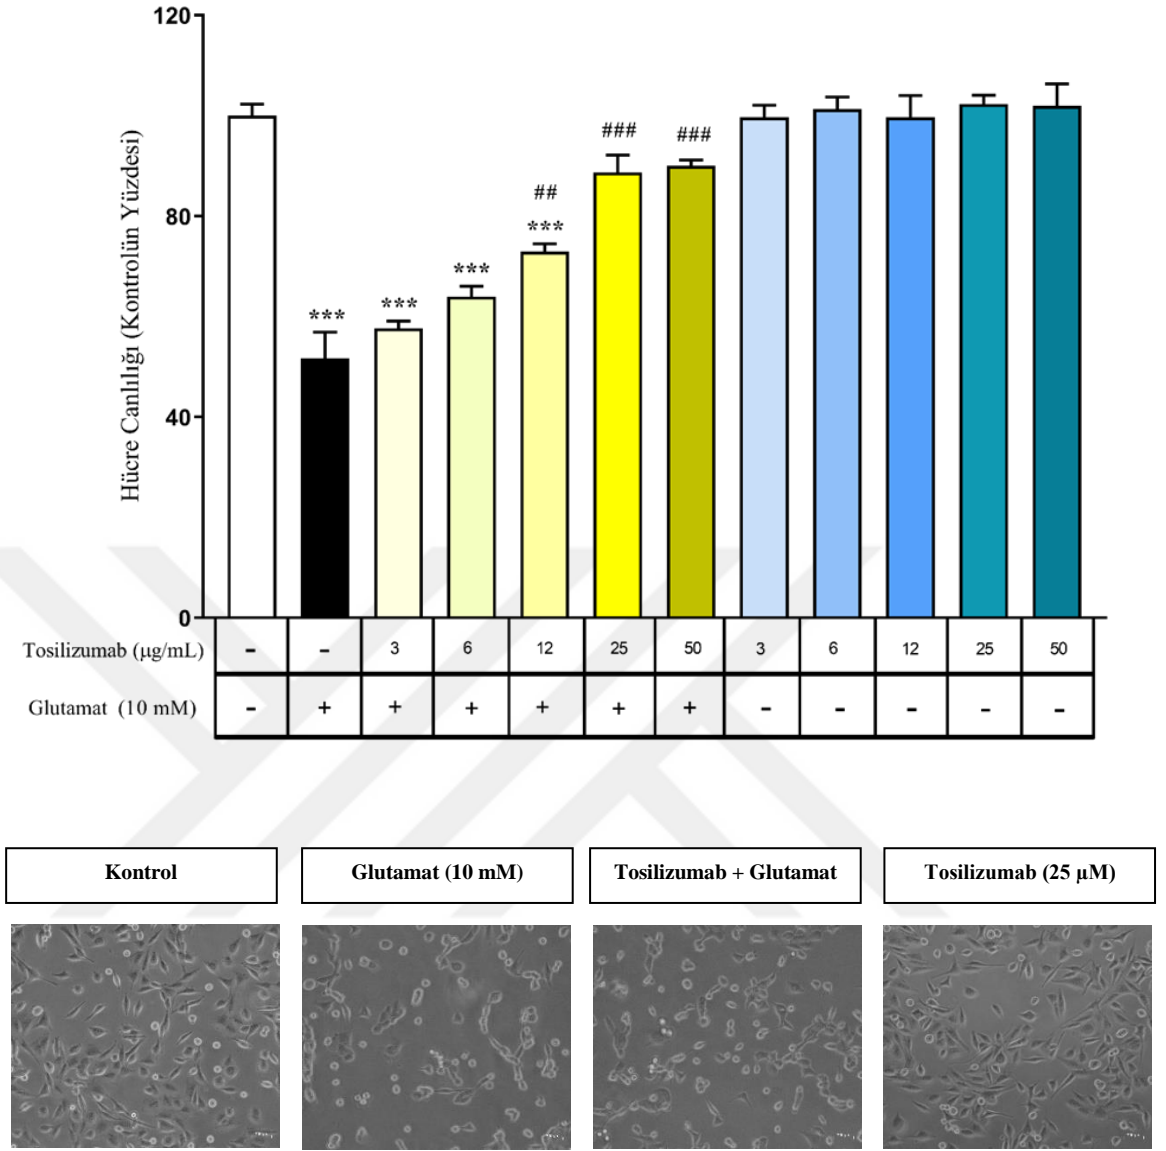 120
80
40
0
Hücre Canlılığı (Kontrolün Yüzdesi)
***
***
***
##
***
###
###
Tosilizumab (µg/mL) - - 3 6 12 25 50 3 6 12 25 50
Glutamat (10 mM) - + + + + + + - - - - -
Kontrol Glutamat (10 mM) Tosilizumab + Glutamat Tosilizumab (25 µM)